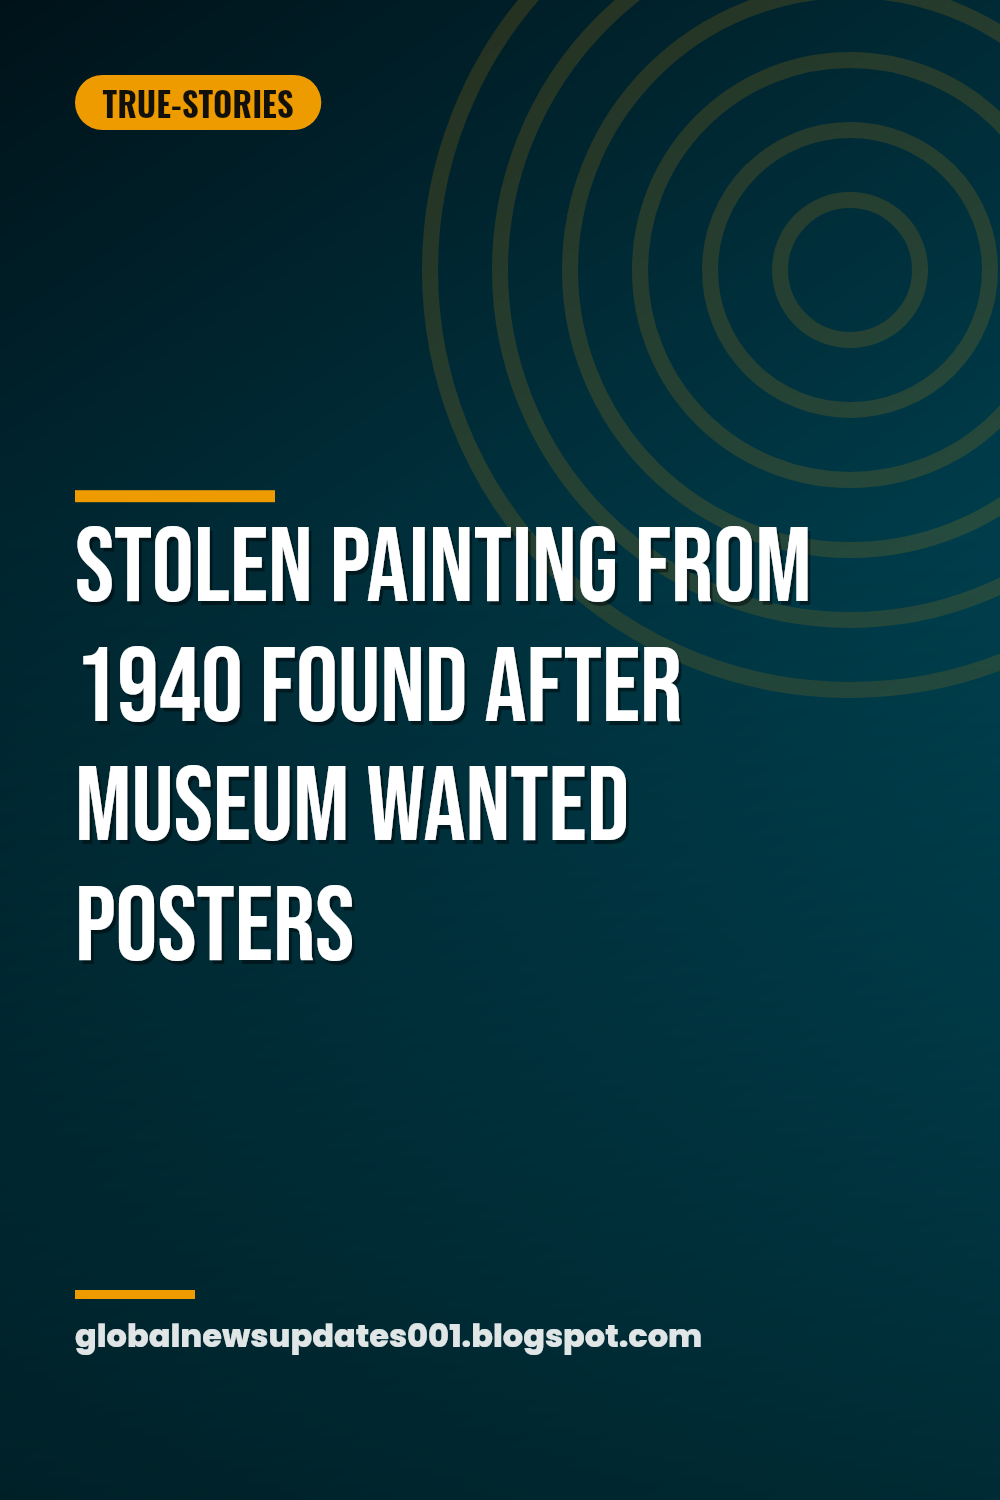 TRUE-STORIES
STOLEN PAINTING FROM
1940 FOUND AFTER
MUSEUM WANTED
POSTERS
globalnewsupdates001.blogspot.com